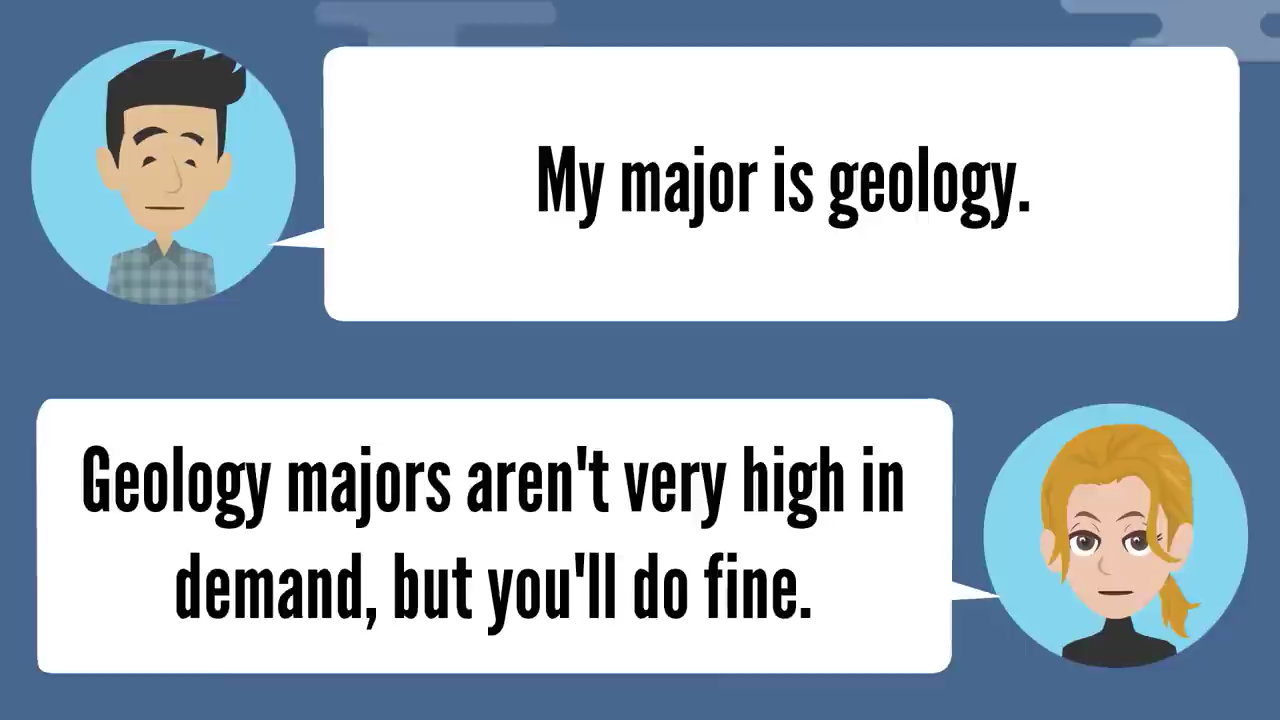 My major is geology.
Geology majors aren't very high in
demand, but you'll do fine.